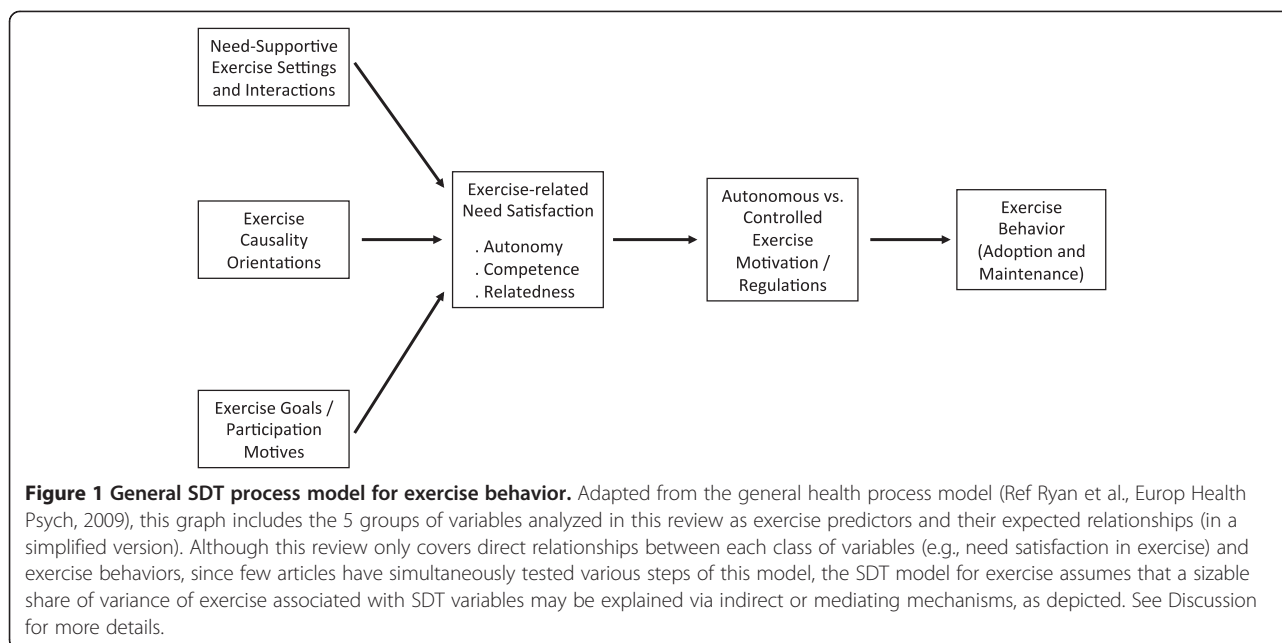 Need-Supportive
Exercise Settings
and Interactions
Exercise
Causality
Orientations
Exercise Goals /
Participation
Motives
Exercise-related
Need Satisfaction
. Autonomy
. Competence
. Relatedness
Autonomous vs.
Controlled
Exercise
Motivation /
Regulations
Exercise
Behavior
(Adoption and
Maintenance)
Figure 1 General SDT process model for exercise behavior. Adapted from the general health process model (Ref Ryan et al., Europ Health
Psych, 2009), this graph includes the 5 groups of variables analyzed in this review as exercise predictors and their expected relationships (in a
simplified version). Although this review only covers direct relationships between each class of variables (e.g., need satisfaction in exercise) and
exercise behaviors, since few articles have simultaneously tested various steps of this model, the SDT model for exercise assumes that a sizable
share of variance of exercise associated with SDT variables may be explained via indirect or mediating mechanisms, as depicted. See Discussion
for more details.